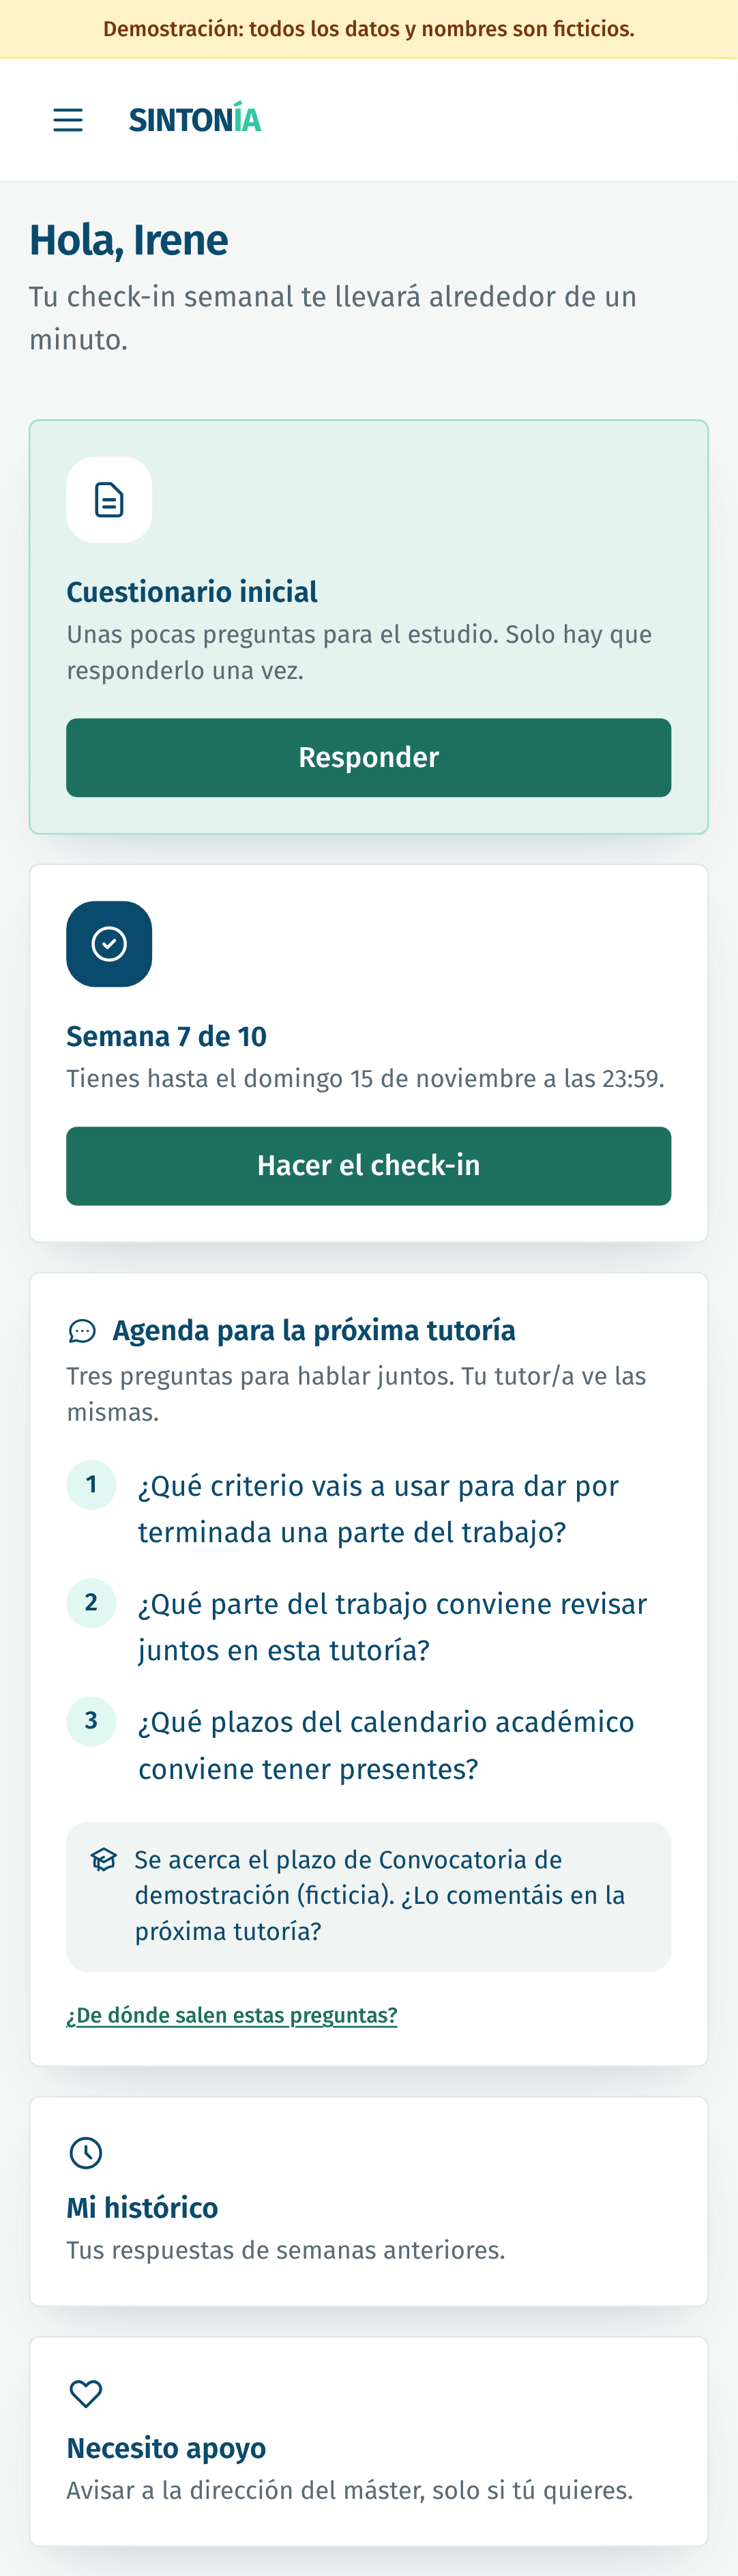 Demostración: todos los datos y nombres son ficticios.
SINTONÍA
Hola, Irene
Tu check-in semanal te llevará alrededor de un
minuto.
Cuestionario inicial
Unas pocas preguntas para el estudio. Solo hay que
responderlo una vez.
Responder
Semana 7 de 10
Tienes hasta el domingo 15 de noviembre a las 23:59.
Hacer el check-in
Agenda para la próxima tutoría
Tres preguntas para hablar juntos. Tu tutor/a ve las
mismas.
1 ¿Qué criterio vais a usar para dar por
terminada una parte del trabajo?
2 ¿Qué parte del trabajo conviene revisar
juntos en esta tutoría?
3 ¿Qué plazos del calendario académico
conviene tener presentes?
Se acerca el plazo de Convocatoria de
demostración (ficticia). ¿Lo comentáis en la
próxima tutoría?
¿De dónde salen estas preguntas?
Mi histórico
Tus respuestas de semanas anteriores.
Necesito apoyo
Avisar a la dirección del máster, solo si tú quieres.